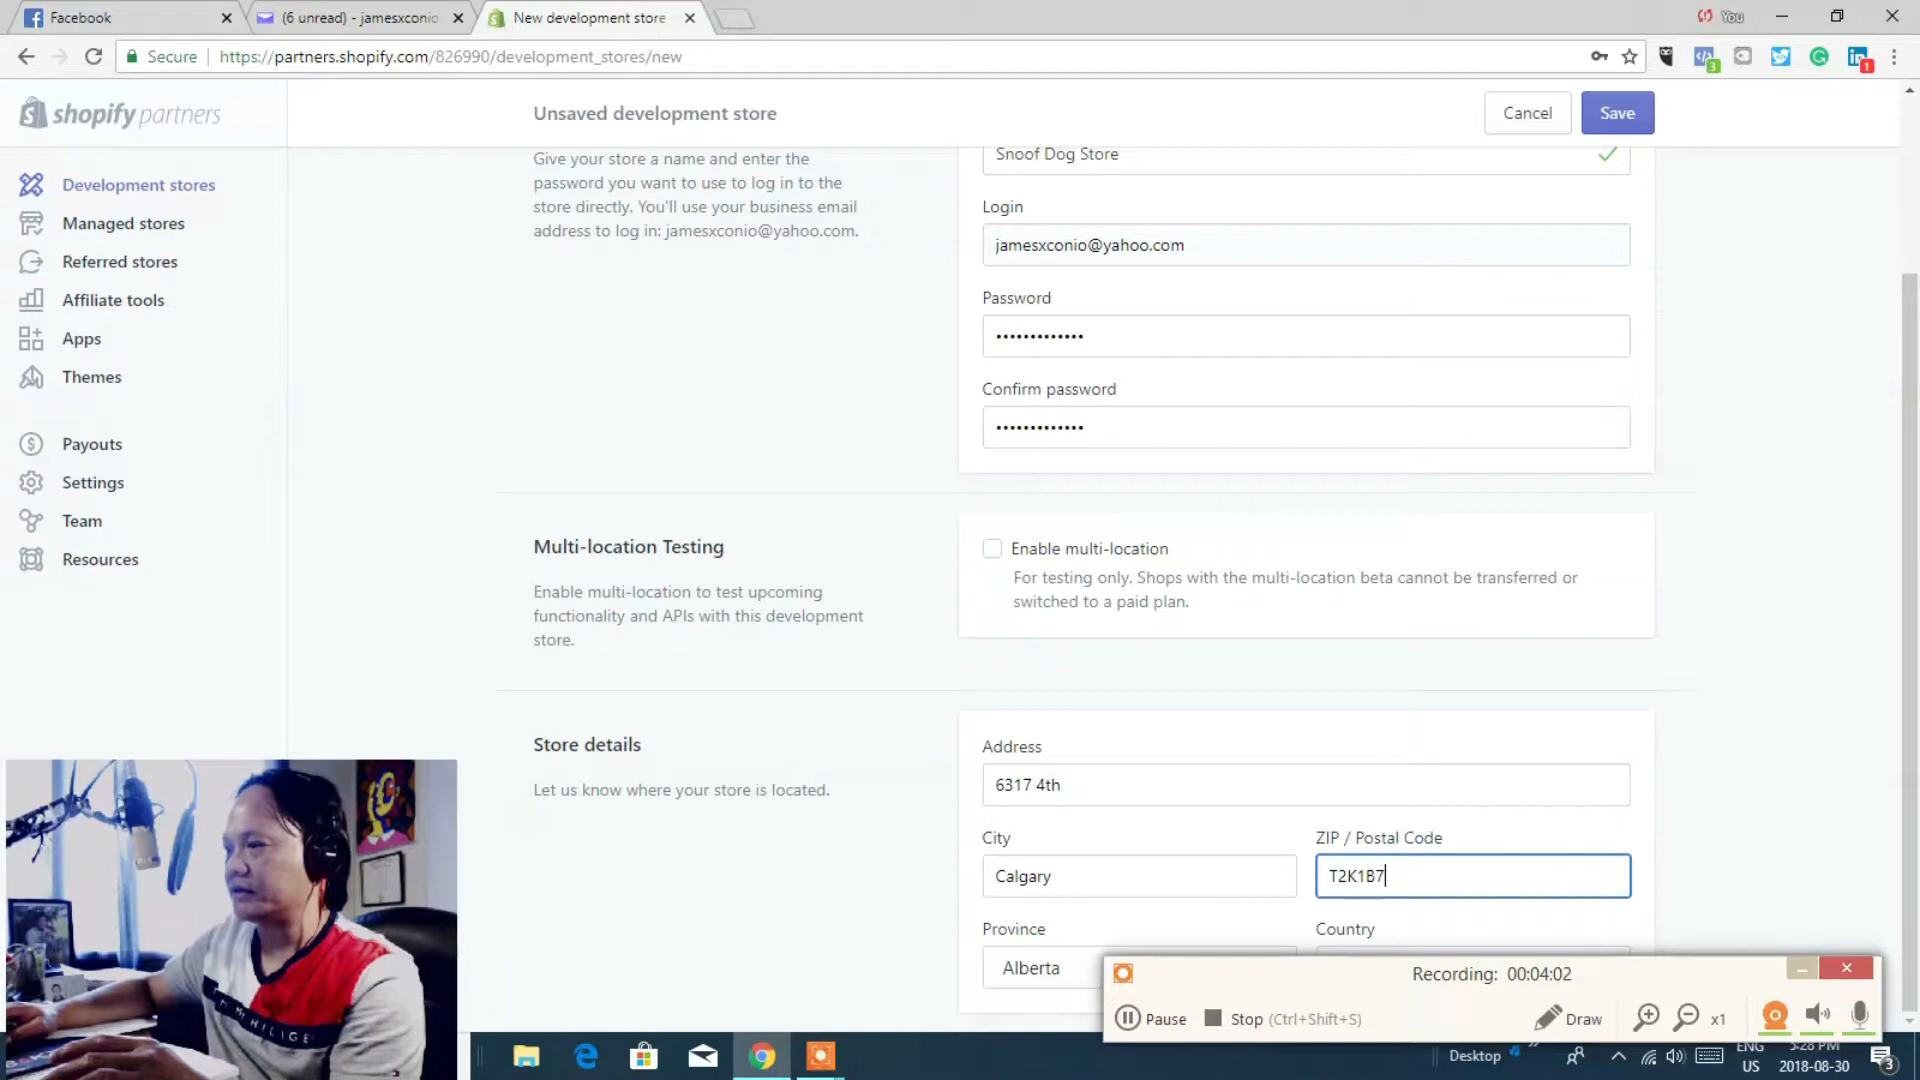 Facebook
(6 unread) - jamesxconio
New development store
You
Secure
https://partners.shopify.com/826990/development_stores/new
3
1
shopify partners
Unsaved development store
Cancel
Save
Development stores
Managed stores
Referred stores
Affiliate tools
Apps
Themes
Payouts
Settings
Team
Resources
Give your store a name and enter the
password you want to use to log in to the
store directly. You'll use your business email
address to log in: jamesxconio@yahoo.com.
Snoof Dog Store
Login
jamesxconio@yahoo.com
Password
•••••••••••••
Confirm password
•••••••••••••
Multi-location Testing
Enable multi-location to test upcoming
functionality and APIs with this development
store.
Enable multi-location
For testing only. Shops with the multi-location beta cannot be transferred or
switched to a paid plan.
Store details
Let us know where your store is located.
Address
6317 4th
City
Calgary
ZIP / Postal Code
T2K1B7
Province
Alberta
Country
Recording: 00:04:02
Pause
Stop (Ctrl+Shift+S)
Draw
x1
Desktop
ENG
US
5:28 PM
2018-08-30
3